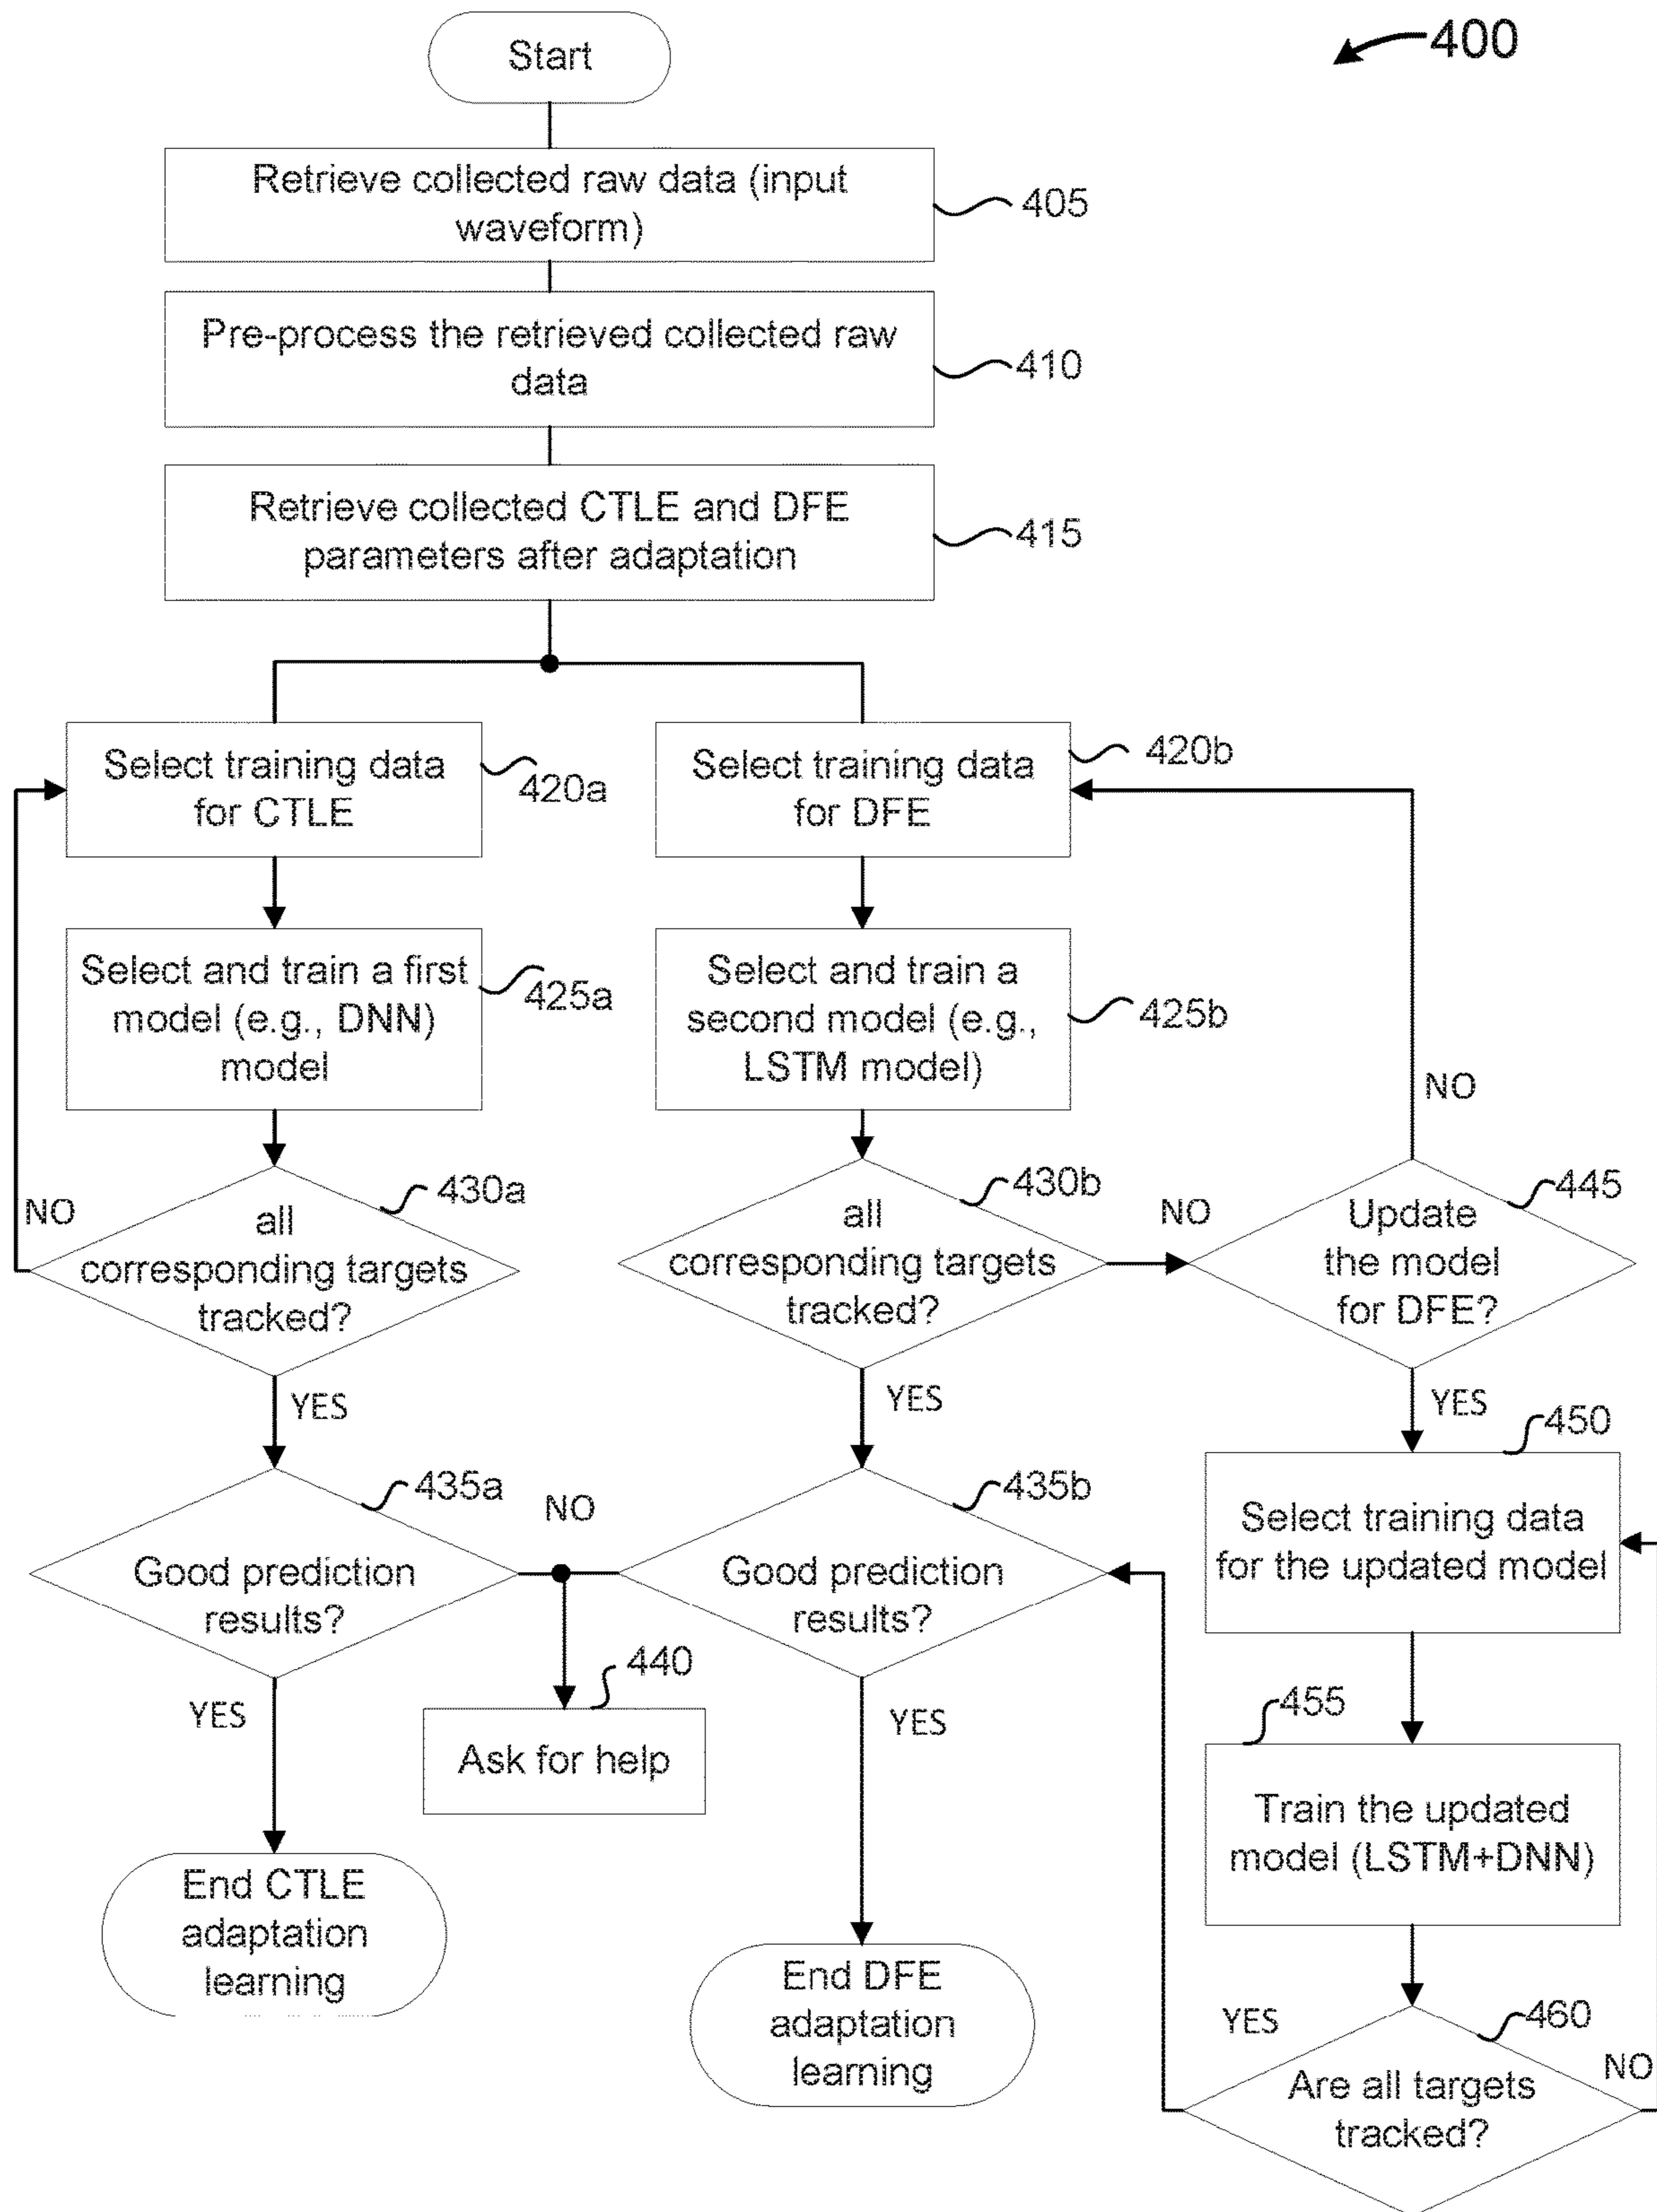 400
Start
Retrieve collected raw data (input
waveform)
405
Pre-process the retrieved collected raw
data
410
Retrieve collected CTLE and DFE
parameters after adaptation
415
Select training data
for CTLE
420a
Select training data
for DFE
420b
Select and train a first
model (e.g., DNN)
model
425a
Select and train a
second model (e.g.,
LSTM model)
425b
NO
430a
all
corresponding targets
tracked?
NO
430b
all
corresponding targets
tracked?
NO
445
Update
the model
for DFE?
YES
YES
YES
435a
Good prediction
results?
NO
435b
Good prediction
results?
450
Select training data
for the updated model
YES
440
Ask for help
YES
455
Train the updated
model (LSTM+DNN)
End CTLE
adaptation
learning
End DFE
adaptation
learning
YES
460
NO
Are all targets
tracked?